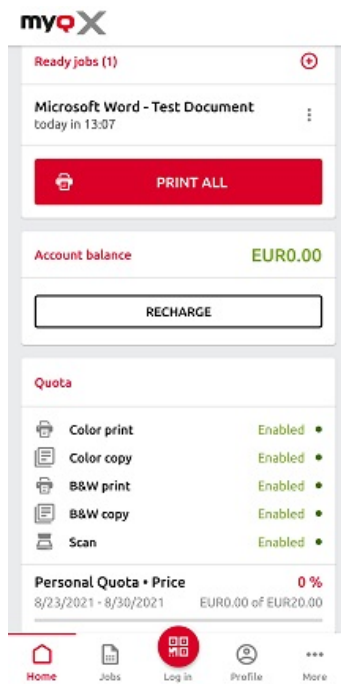 myQ X
Ready jobs (1)
Microsoft Word - Test Document
today in 13:07
PRINT ALL
Account balance EUR0.00
RECHARGE
Quota
Color print Enabled
Color copy Enabled
B&W print Enabled
B&W copy Enabled
Scan Enabled
Personal Quota • Price 0 %
8/23/2021 - 8/30/2021 EUR0.00 of EUR20.00
Home Jobs Log in Profile More